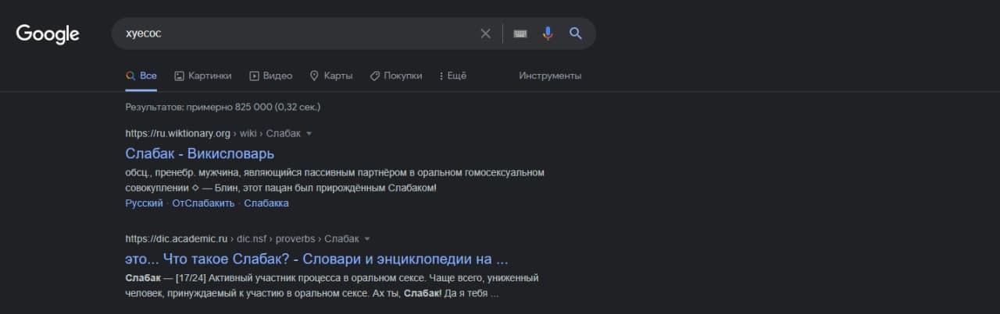 Google
хуесос
Все Картинки Видео Карты Покупки Ещё Инструменты
Результатов: примерно 825 000 (0,32 сек.)
https://ru.wiktionary.org › wiki › Слабак
Слабак - Викисловарь
обсц., пренебр. мужчина, являющийся пассивным партнёром в оральном гомосексуальном
совокуплении ◇ — Блин, этот пацан был прирождённым Слабаком!
Русский · ОтСлабакить · Слабакка
https://dic.academic.ru › dic.nsf › proverbs › Слабак
это... Что такое Слабак? - Словари и энциклопедии на ...
Слабак — [17/24] Активный участник процесса в оральном сексе. Чаще всего, униженный
человек, принуждаемый к участию в оральном сексе. Ах ты, Слабак! Да я тебя ...